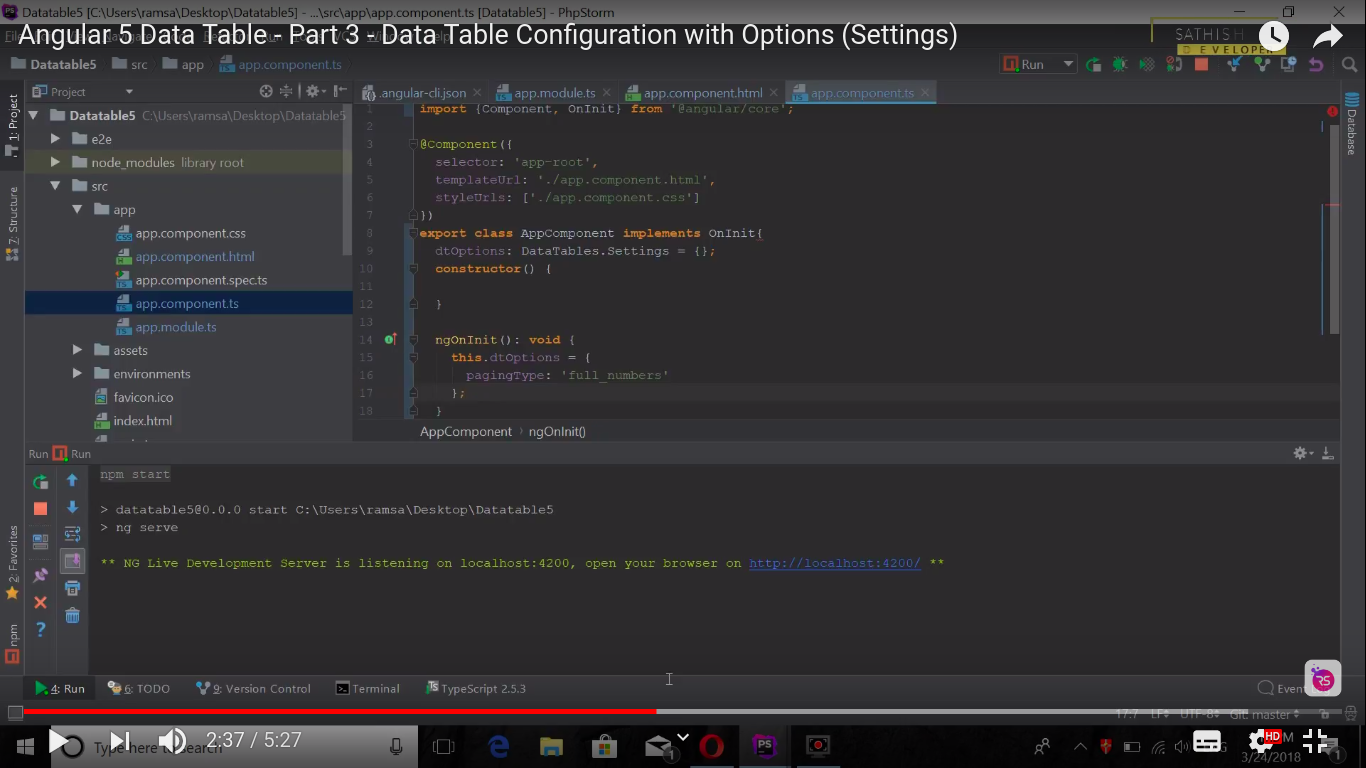 Datatable5 [C:\Users\ramsa\Desktop\Datatable5] - ...\src\app\app.component.ts [Datatable5] - PhpStorm
Angular 5 Data Table - Part 3 - Data Table Configuration with Options (Settings)
SATHISH
DEVELOPER
Datatable5 src app app.component.ts Run
Project
.angular-cli.json app.module.ts app.component.html app.component.ts
1: Project
7: Structure
2: Favorites
npm
Database
Datatable5 C:\Users\ramsa\Desktop\Datatable5
e2e
node_modules library root
src
app
app.component.css
app.component.html
app.component.spec.ts
app.component.ts
app.module.ts
assets
environments
favicon.ico
index.html
1 import {Component, OnInit} from '@angular/core';
2
3 @Component({
4 selector: 'app-root',
5 templateUrl: './app.component.html',
6 styleUrls: ['./app.component.css']
7 })
8 export class AppComponent implements OnInit{
9 dtOptions: DataTables.Settings = {};
10 constructor() {
11
12 }
13
14 ngOnInit(): void {
15 this.dtOptions = {
16 pagingType: 'full_numbers'
17 };
18 }
AppComponent › ngOnInit()
Run Run
npm start
> datatable5@0.0.0 start C:\Users\ramsa\Desktop\Datatable5
> ng serve
** NG Live Development Server is listening on localhost:4200, open your browser on http://localhost:4200/ **
RS
4: Run 6: TODO 9: Version Control Terminal TypeScript 2.5.3 Event
17:7 LF UTF-8 Git: master
Type here to search
2:37 / 5:27
PS
HD
3/24/2018
1
1